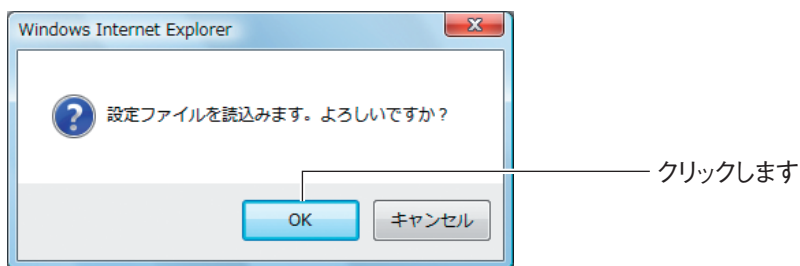 Windows Internet Explorer
設定ファイルを読込みます。よろしいですか？
クリックします
OK
キャンセル